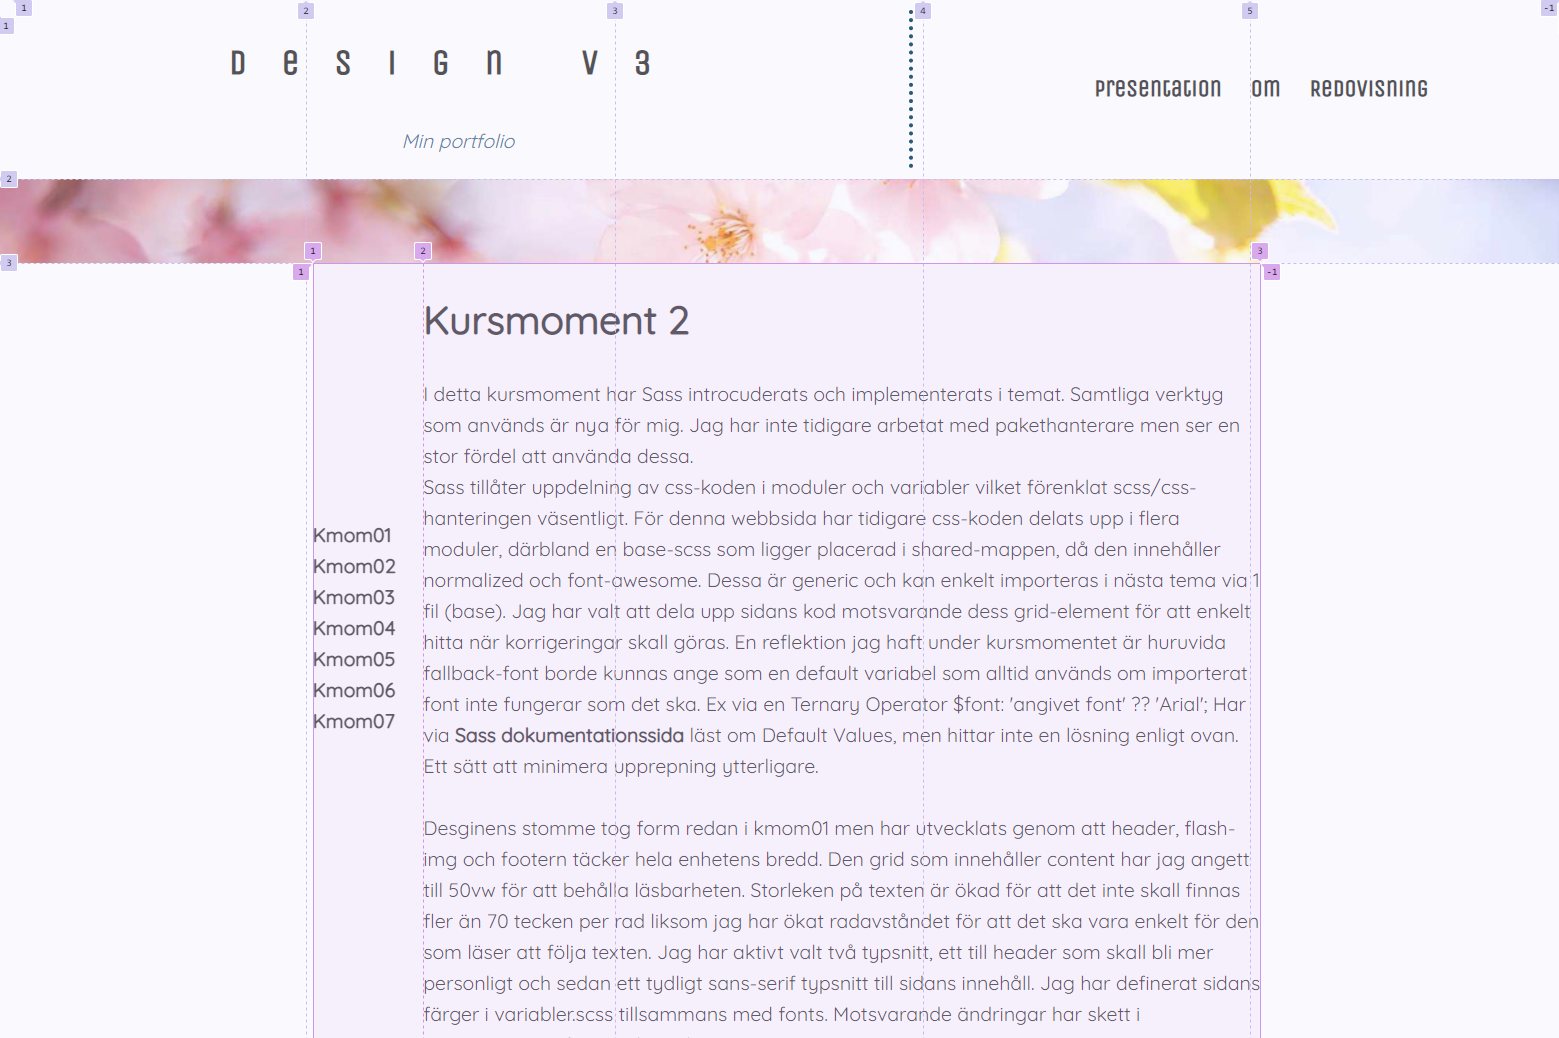 1
2
3
4
5
-1
1
Design v3
Presentation om Redovisning
Min portfolio
2
1
2
3
3
1
-1
Kursmoment 2
I detta kursmoment har Sass introcuderats och implementerats i temat. Samtliga verktyg
som används är nya för mig. Jag har inte tidigare arbetat med pakethanterare men ser en
stor fördel att använda dessa.
Sass tillåter uppdelning av css-koden i moduler och variabler vilket förenklat scss/css-
hanteringen väsentligt. För denna webbsida har tidigare css-koden delats upp i flera
moduler, därbland en base-scss som ligger placerad i shared-mappen, då den innehåller
normalized och font-awesome. Dessa är generic och kan enkelt importeras i nästa tema via 1
fil (base). Jag har valt att dela upp sidans kod motsvarande dess grid-element för att enkelt
hitta när korrigeringar skall göras. En reflektion jag haft under kursmomentet är huruvida
fallback-font borde kunnas ange som en default variabel som alltid används om importerat
font inte fungerar som det ska. Ex via en Ternary Operator $font: 'angivet font' ?? 'Arial'; Har
via Sass dokumentationssida läst om Default Values, men hittar inte en lösning enligt ovan.
Ett sätt att minimera upprepning ytterligare.
Kmom01
Kmom02
Kmom03
Kmom04
Kmom05
Kmom06
Kmom07
Desginens stomme tog form redan i kmom01 men har utvecklats genom att header, flash-
img och footern täcker hela enhetens bredd. Den grid som innehåller content har jag angett
till 50vw för att behålla läsbarheten. Storleken på texten är ökad för att det inte skall finnas
fler än 70 tecken per rad liksom jag har ökat radavståndet för att det ska vara enkelt för den
som läser att följa texten. Jag har aktivt valt två typsnitt, ett till header som skall bli mer
personligt och sedan ett tydligt sans-serif typsnitt till sidans innehåll. Jag har definerat sidans
färger i variabler.scss tillsammans med fonts. Motsvarande ändringar har skett i